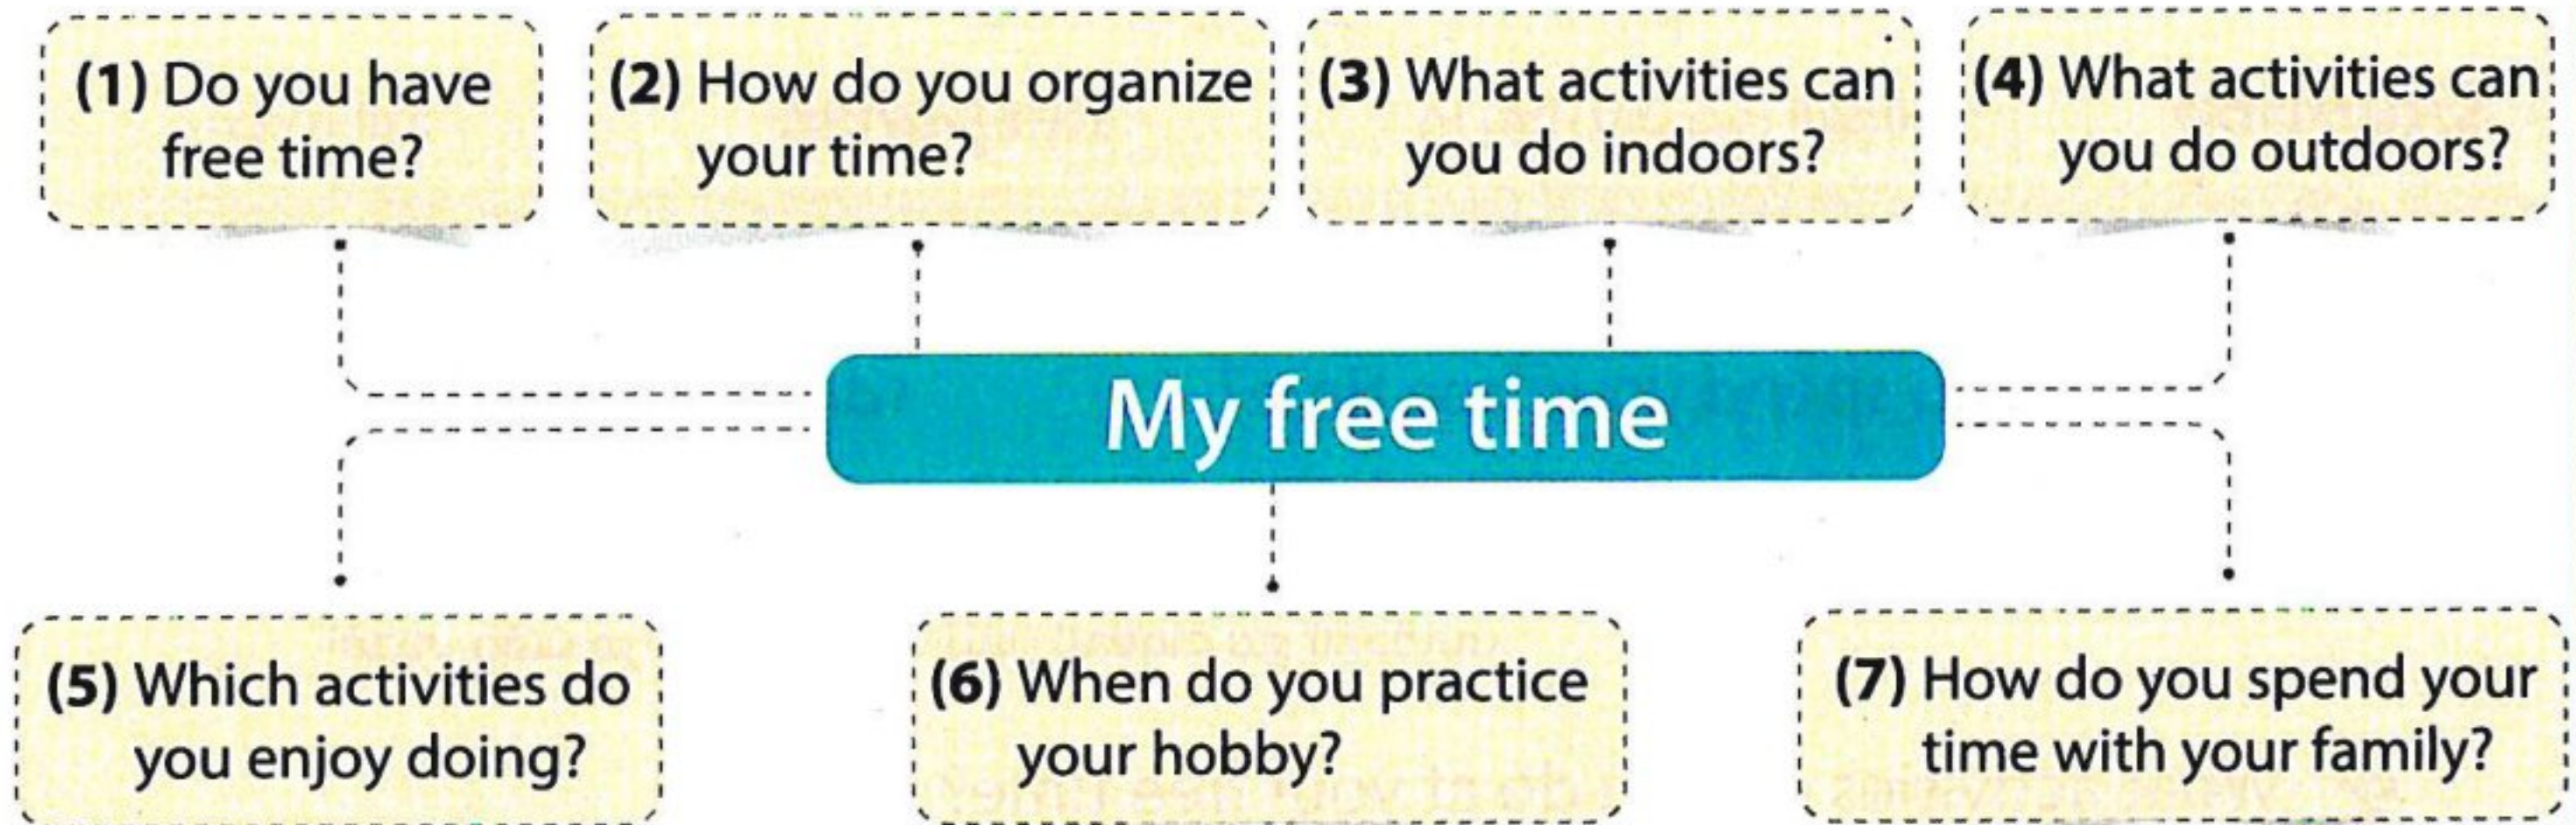 (1) Do you have
free time?
(2) How do you organize
your time?
(3) What activities can
you do indoors?
(4) What activities can
you do outdoors?
My free time
(5) Which activities do
you enjoy doing?
(6) When do you practice
your hobby?
(7) How do you spend your
time with your family?